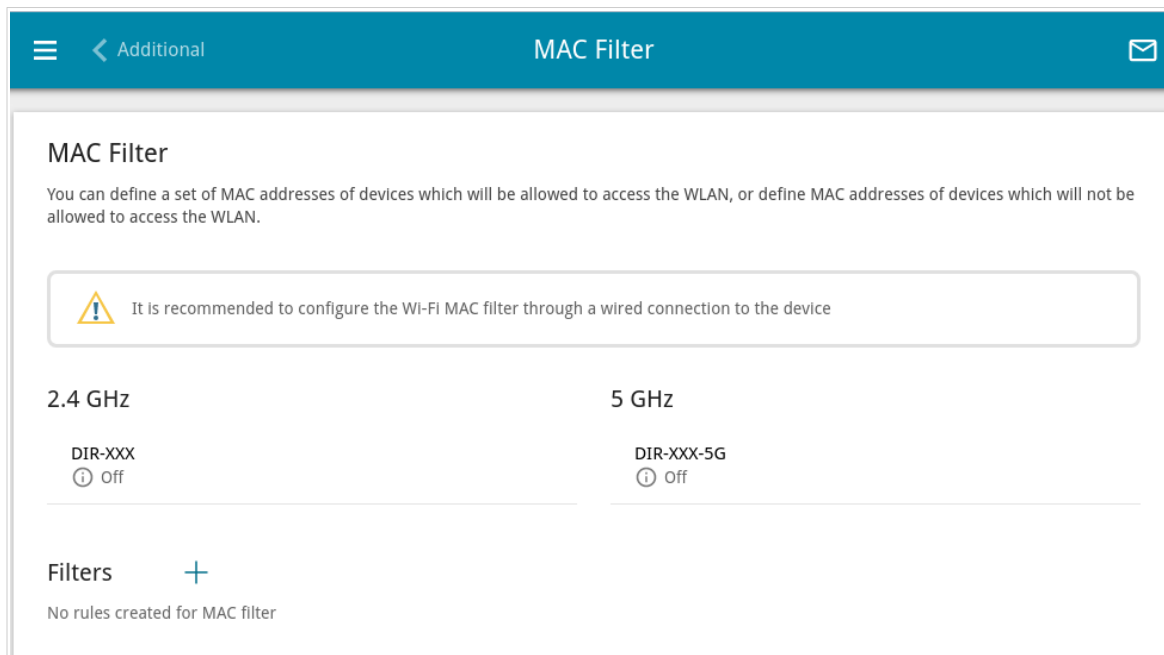 Additional
MAC Filter
MAC Filter
You can define a set of MAC addresses of devices which will be allowed to access the WLAN, or define MAC addresses of devices which will not be
allowed to access the WLAN.
It is recommended to configure the Wi-Fi MAC filter through a wired connection to the device
2.4 GHz
5 GHz
DIR-XXX
Off
DIR-XXX-5G
Off
Filters
No rules created for MAC filter